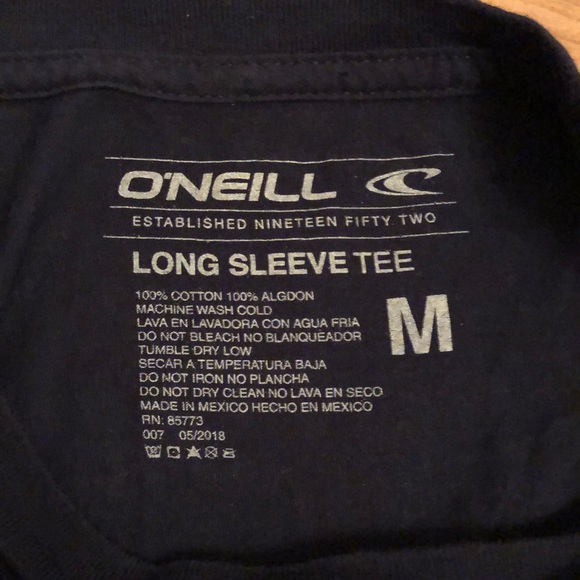 O'NEILL
ESTABLISHED NINETEEN FIFTY TWO
LONG SLEEVE TEE
100% COTTON 100% ALGDON
MACHINE WASH COLD
LAVA EN LAVADORA CON AGUA FRIA
DO NOT BLEACH NO BLANQUEADOR
TUMBLE DRY LOW
SECAR A TEMPERATURA BAJA
DO NOT IRON NO PLANCHA
DO NOT DRY CLEAN NO LAVA EN SECO
MADE IN MEXICO HECHO EN MEXICO
RN: 85773
007 05/2018
M